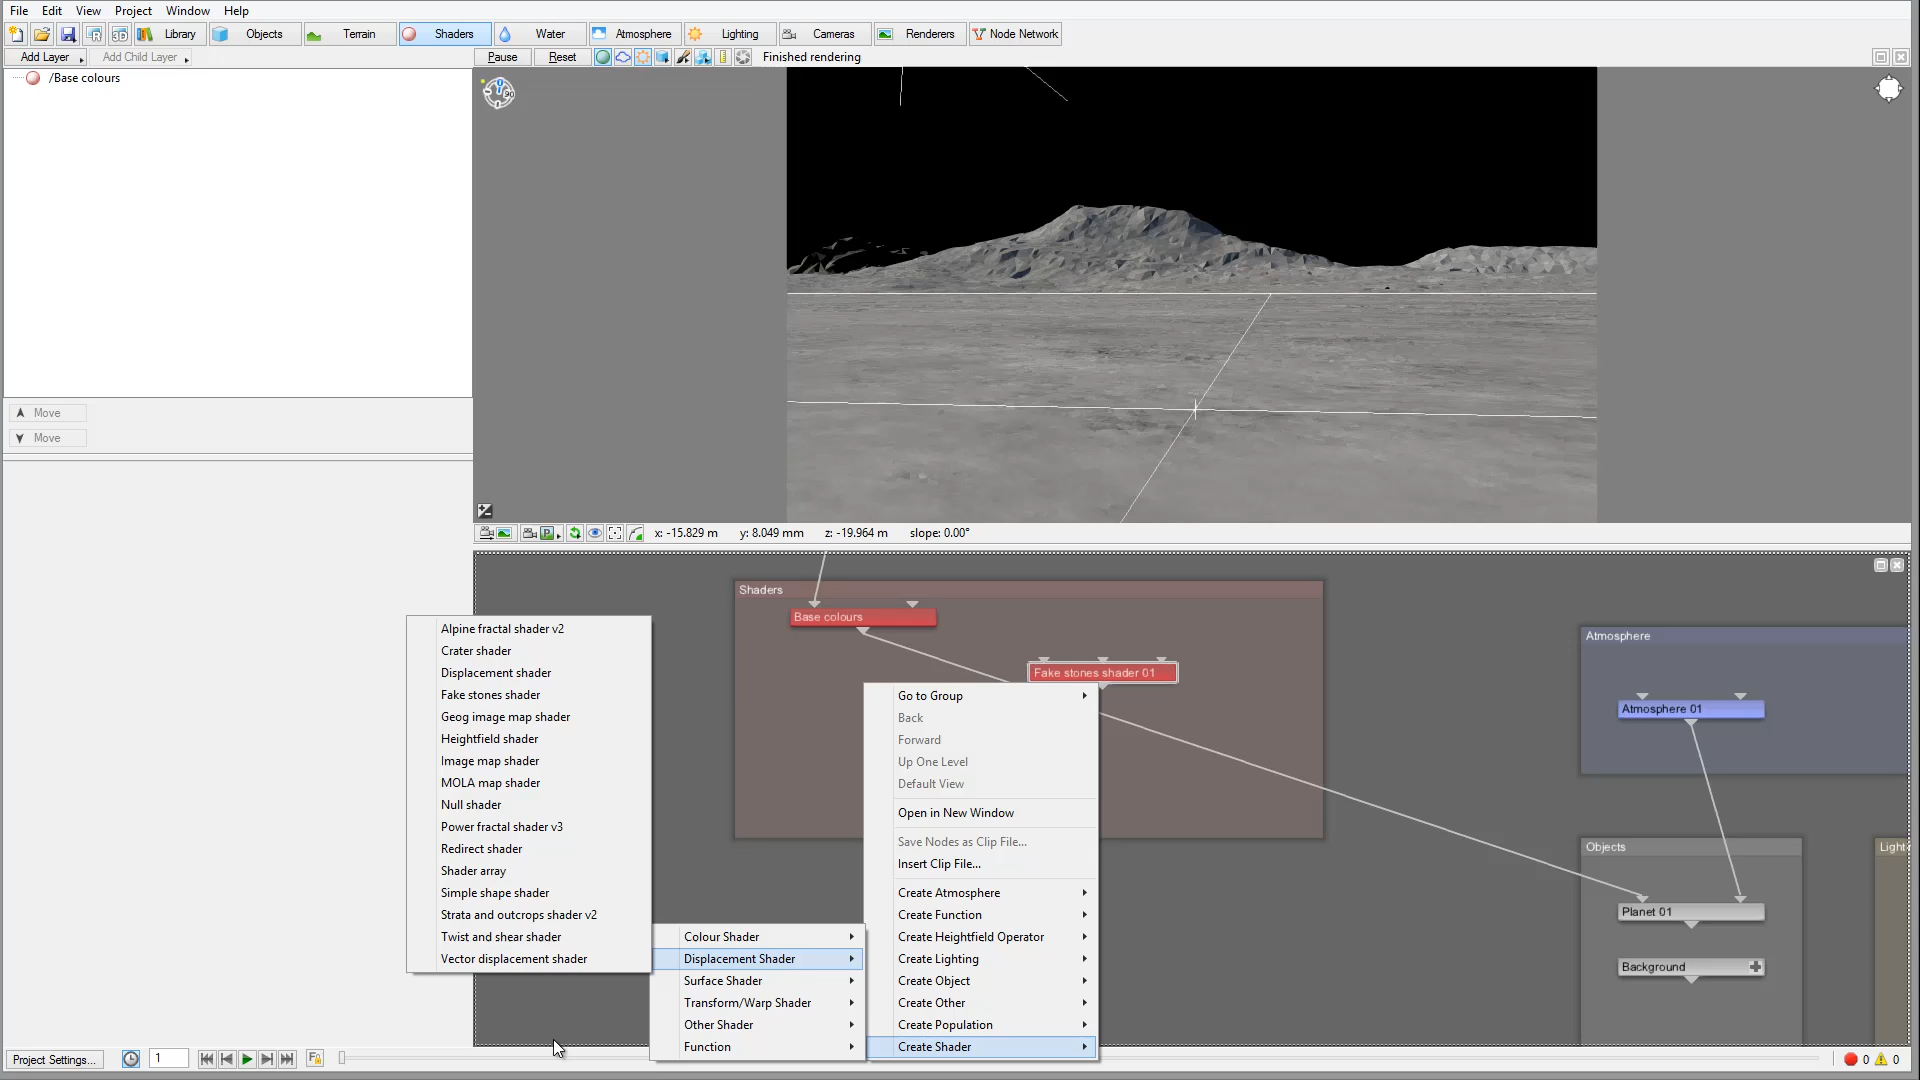 File Edit View Project Window Help
Library Objects Terrain Shaders Water Atmosphere Lighting Cameras Renderers Node Network
Add Layer Add Child Layer Pause Reset Finished rendering
/Base colours
Move
Move
x: -15.829 m y: 8.049 mm z: -19.964 m slope: 0.00°
Shaders
Base colours
Fake stones shader 01
Atmosphere
Atmosphere 01
Objects
Planet 01
Background
Alpine fractal shader v2
Crater shader
Displacement shader
Fake stones shader
Geog image map shader
Heightfield shader
Image map shader
MOLA map shader
Null shader
Power fractal shader v3
Redirect shader
Shader array
Simple shape shader
Strata and outcrops shader v2
Twist and shear shader
Vector displacement shader
Colour Shader
Displacement Shader
Surface Shader
Transform/Warp Shader
Other Shader
Function
Go to Group
Back
Forward
Up One Level
Default View
Open in New Window
Save Nodes as Clip File...
Insert Clip File...
Create Atmosphere
Create Function
Create Heightfield Operator
Create Lighting
Create Object
Create Other
Create Population
Create Shader
Project Settings... 1 0 0